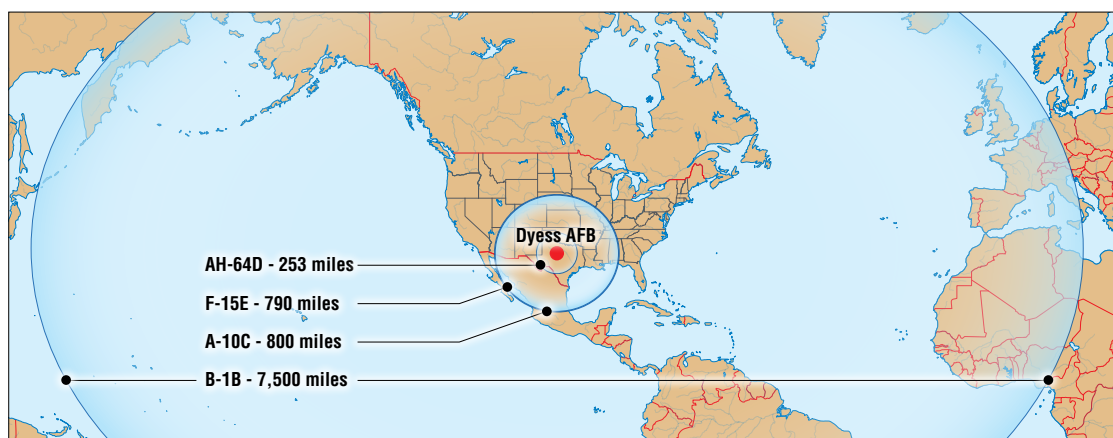 Dyess AFB
AH-64D - 253 miles
F-15E - 790 miles
A-10C - 800 miles
B-1B - 7,500 miles